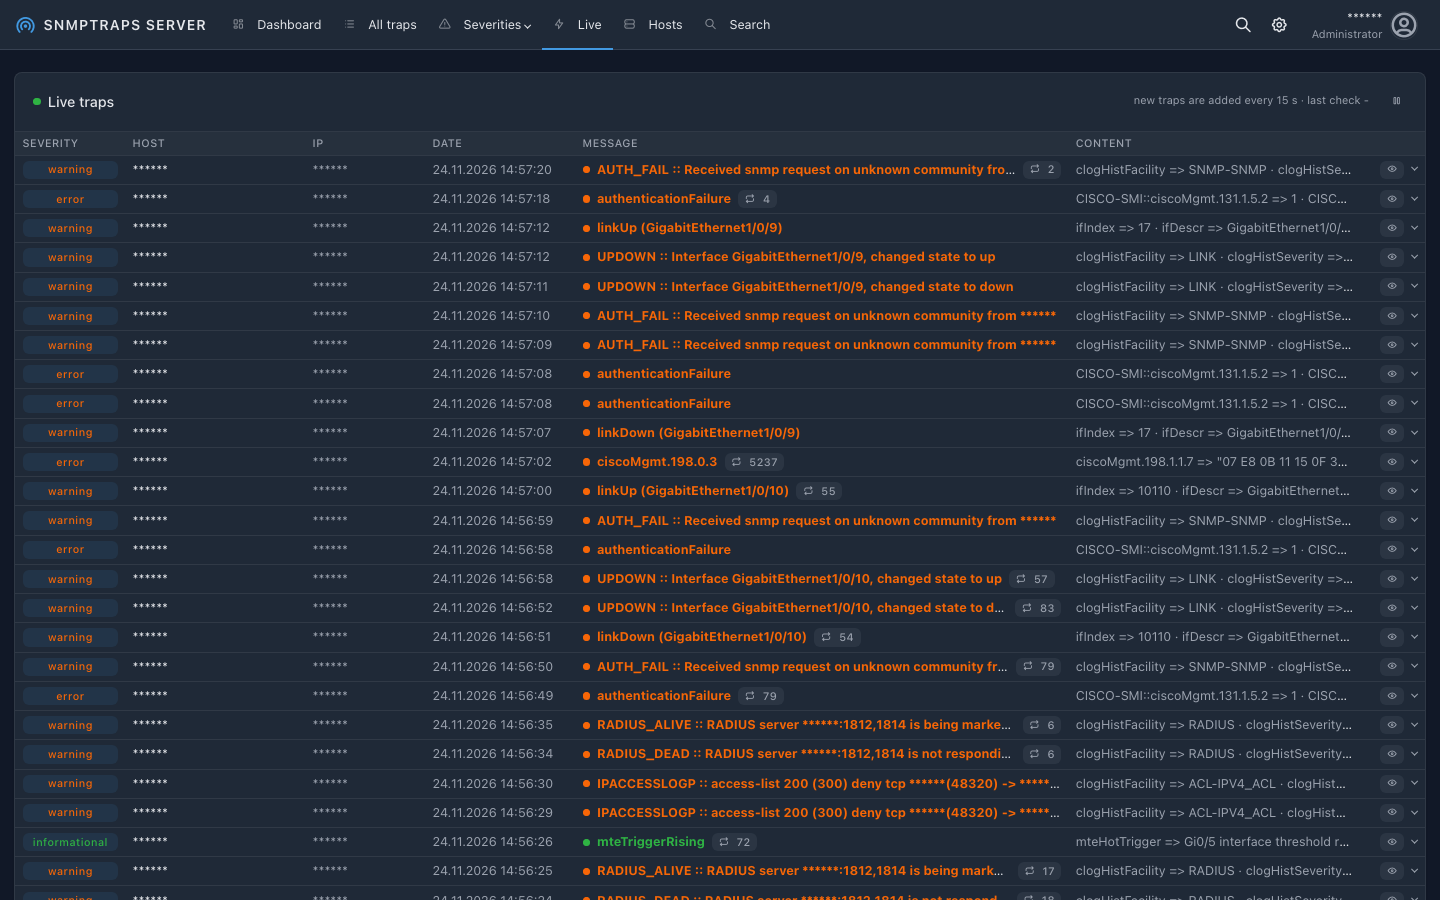 SNMPTRAPS SERVER Dashboard All traps Severities Live Hosts Search ****** Administrator
Live traps new traps are added every 15 s · last check -
SEVERITY HOST IP DATE MESSAGE CONTENT
warning ****** ****** 24.11.2026 14:57:20 AUTH_FAIL :: Received snmp request on unknown community fro... 2 clogHistFacility => SNMP-SNMP · clogHistSe...
error ****** ****** 24.11.2026 14:57:18 authenticationFailure 4 CISCO-SMI::ciscoMgmt.131.1.5.2 => 1 · CISC...
warning ****** ****** 24.11.2026 14:57:12 linkUp (GigabitEthernet1/0/9) ifIndex => 17 · ifDescr => GigabitEthernet1/0/...
warning ****** ****** 24.11.2026 14:57:12 UPDOWN :: Interface GigabitEthernet1/0/9, changed state to up clogHistFacility => LINK · clogHistSeverity =>...
warning ****** ****** 24.11.2026 14:57:11 UPDOWN :: Interface GigabitEthernet1/0/9, changed state to down clogHistFacility => LINK · clogHistSeverity =>...
warning ****** ****** 24.11.2026 14:57:10 AUTH_FAIL :: Received snmp request on unknown community from ****** clogHistFacility => SNMP-SNMP · clogHistSe...
warning ****** ****** 24.11.2026 14:57:09 AUTH_FAIL :: Received snmp request on unknown community from ****** clogHistFacility => SNMP-SNMP · clogHistSe...
error ****** ****** 24.11.2026 14:57:08 authenticationFailure CISCO-SMI::ciscoMgmt.131.1.5.2 => 1 · CISC...
error ****** ****** 24.11.2026 14:57:08 authenticationFailure CISCO-SMI::ciscoMgmt.131.1.5.2 => 1 · CISC...
warning ****** ****** 24.11.2026 14:57:07 linkDown (GigabitEthernet1/0/9) ifIndex => 17 · ifDescr => GigabitEthernet1/0/...
error ****** ****** 24.11.2026 14:57:02 ciscoMgmt.198.0.3 5237 ciscoMgmt.198.1.1.7 => "07 E8 0B 11 15 0F 3...
warning ****** ****** 24.11.2026 14:57:00 linkUp (GigabitEthernet1/0/10) 55 ifIndex => 10110 · ifDescr => GigabitEthernet...
warning ****** ****** 24.11.2026 14:56:59 AUTH_FAIL :: Received snmp request on unknown community from ****** clogHistFacility => SNMP-SNMP · clogHistSe...
error ****** ****** 24.11.2026 14:56:58 authenticationFailure CISCO-SMI::ciscoMgmt.131.1.5.2 => 1 · CISC...
warning ****** ****** 24.11.2026 14:56:58 UPDOWN :: Interface GigabitEthernet1/0/10, changed state to up 57 clogHistFacility => LINK · clogHistSeverity =>...
warning ****** ****** 24.11.2026 14:56:52 UPDOWN :: Interface GigabitEthernet1/0/10, changed state to d... 83 clogHistFacility => LINK · clogHistSeverity =>...
warning ****** ****** 24.11.2026 14:56:51 linkDown (GigabitEthernet1/0/10) 54 ifIndex => 10110 · ifDescr => GigabitEthernet...
warning ****** ****** 24.11.2026 14:56:50 AUTH_FAIL :: Received snmp request on unknown community fr... 79 clogHistFacility => SNMP-SNMP · clogHistSe...
error ****** ****** 24.11.2026 14:56:49 authenticationFailure 79 CISCO-SMI::ciscoMgmt.131.1.5.2 => 1 · CISC...
warning ****** ****** 24.11.2026 14:56:35 RADIUS_ALIVE :: RADIUS server ******:1812,1814 is being marke... 6 clogHistFacility => RADIUS · clogHistSeverity...
warning ****** ****** 24.11.2026 14:56:34 RADIUS_DEAD :: RADIUS server ******:1812,1814 is not respondi... 6 clogHistFacility => RADIUS · clogHistSeverity...
warning ****** ****** 24.11.2026 14:56:30 IPACCESSLOGP :: access-list 200 (300) deny tcp ******(48320) -> *****... clogHistFacility => ACL-IPV4_ACL · clogHist...
warning ****** ****** 24.11.2026 14:56:29 IPACCESSLOGP :: access-list 200 (300) deny tcp ******(48320) -> *****... clogHistFacility => ACL-IPV4_ACL · clogHist...
informational ****** ****** 24.11.2026 14:56:26 mteTriggerRising 72 mteHotTrigger => Gi0/5 interface threshold r...
warning ****** ****** 24.11.2026 14:56:25 RADIUS_ALIVE :: RADIUS server ******:1812,1814 is being mark... 17 clogHistFacility => RADIUS · clogHistSeverity...
warning ****** ****** 24.11.2026 14:56:24 RADIUS_DEAD :: RADIUS server ******:1812,1814 is not respond... 18 clogHistFacility => RADIUS · clogHistSeverity...